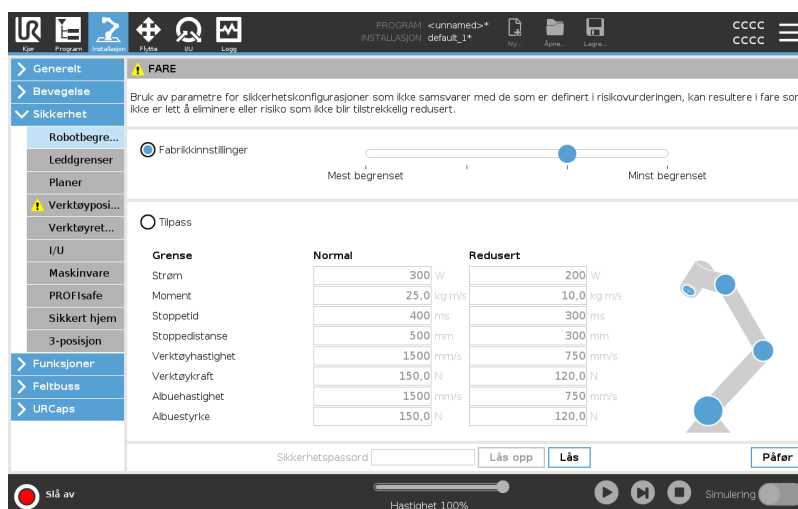 PROGRAM <unnamed>*
INSTALLASJON default_1*
CCCC
CCCC
Kjør Program Installasjon Flytte I/U Logg Ny... Åpne... Lagre...
Generelt
Bevegelse
Sikkerhet
Robotbegre...
Leddgrenser
Planer
Verktøyposi...
Verktøyret...
I/U
Maskinvare
PROFIsafe
Sikkert hjem
3-posisjon
Funksjoner
Feltbuss
URCaps
FARE
Bruk av parametre for sikkerhetskonfigurasjoner som ikke samsvarer med de som er definert i risikovurderingen, kan resultere i fare som
ikke er lett å eliminere eller risiko som ikke blir tilstrekkelig redusert.
Fabrikkinnstillinger
Mest begrenset Minst begrenset
Tilpass
Grense Normal Redusert
Strøm 300 W 200 W
Moment 25,0 kg m/s 10,0 kg m/s
Stoppetid 400 ms 300 ms
Stoppedistanse 500 mm 300 mm
Verktøyhastighet 1500 mm/s 750 mm/s
Verktøykraft 150,0 N 120,0 N
Albuehastighet 1500 mm/s 750 mm/s
Albuestyrke 150,0 N 120,0 N
Sikkerhetspassord Lås opp Lås Påfør
Slå av
Hastighet 100%
Simulering